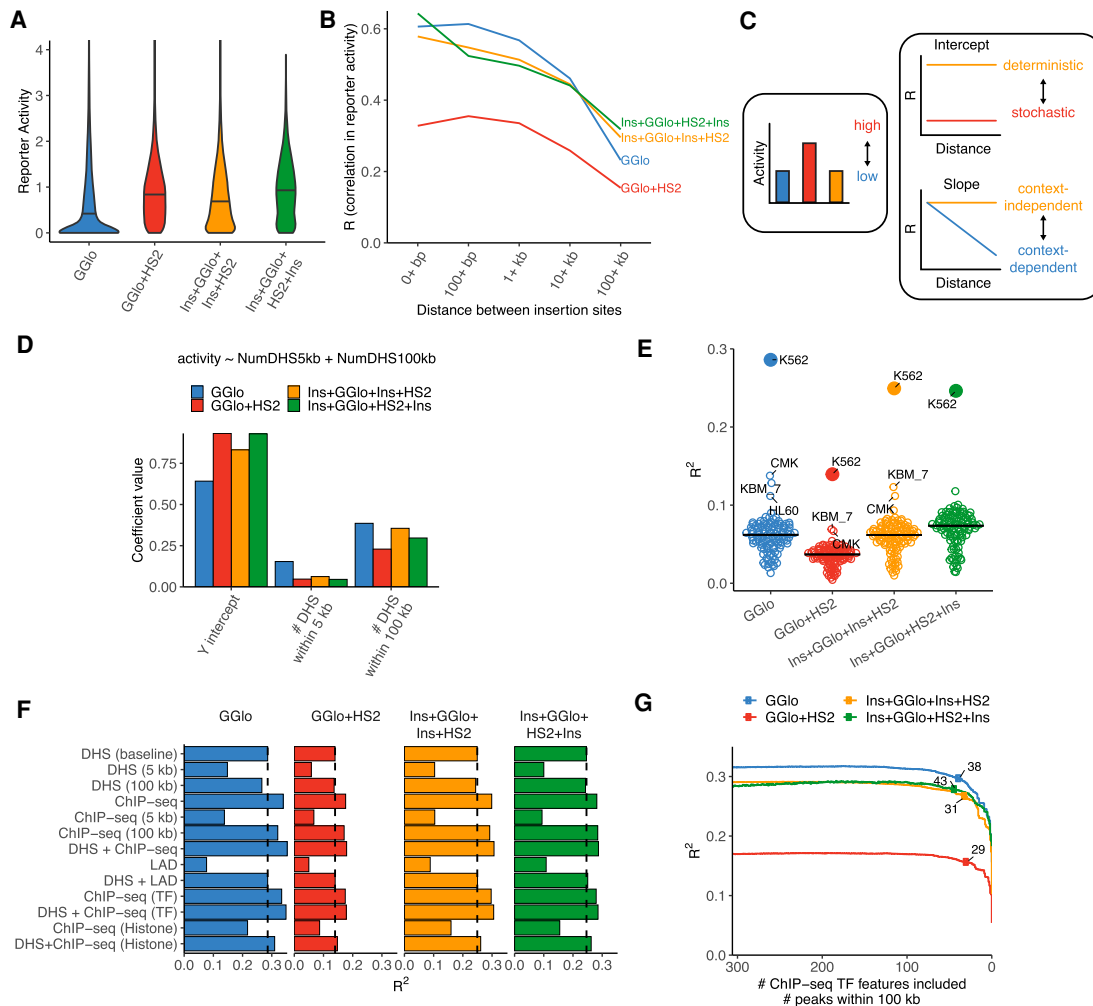 A
Reporter Activity
4
3
2
1
0
GGlo
GGlo+HS2
Ins+GGlo+
Ins+HS2
Ins+GGlo+
HS2+Ins
B
R (correlation in reporter activity)
0.6
0.4
0.2
0.0
Ins+GGlo+HS2+Ins
Ins+GGlo+Ins+HS2
GGlo
GGlo+HS2
0+ bp
100+ bp
1+ kb
10+ kb
100+ kb
Distance between insertion sites
C
Activity
high
low
Intercept
R
deterministic
stochastic
Distance
Slope
R
context-
independent
context-
dependent
Distance
D
activity ~ NumDHS5kb + NumDHS100kb
GGlo
GGlo+HS2
Ins+GGlo+Ins+HS2
Ins+GGlo+HS2+Ins
Coefficient value
0.75
0.50
0.25
0.00
Y intercept
# DHS
within 5 kb
# DHS
within 100 kb
E
R²
0.3
0.2
0.1
0.0
K562
CMK
KBM_7
HL60
K562
KBM_7
CMK
K562
KBM_7
CMK
K562
GGlo
GGlo+HS2
Ins+GGlo+Ins+HS2
Ins+GGlo+HS2+Ins
F
GGlo
GGlo+HS2
Ins+GGlo+
Ins+HS2
Ins+GGlo+
HS2+Ins
DHS (baseline)
DHS (5 kb)
DHS (100 kb)
ChIP-seq
ChIP-seq (5 kb)
ChIP-seq (100 kb)
DHS + ChIP-seq
LAD
DHS + LAD
ChIP-seq (TF)
DHS + ChIP-seq (TF)
ChIP-seq (Histone)
DHS+ChIP-seq (Histone)
0.0 0.1 0.2 0.3 0.0 0.1 0.2 0.3 0.0 0.1 0.2 0.3 0.0 0.1 0.2 0.3
R²
G
GGlo
GGlo+HS2
Ins+GGlo+Ins+HS2
Ins+GGlo+HS2+Ins
R²
0.3
0.2
0.1
0.0
38
43
31
29
300 200 100 0
# ChIP-seq TF features included
# peaks within 100 kb